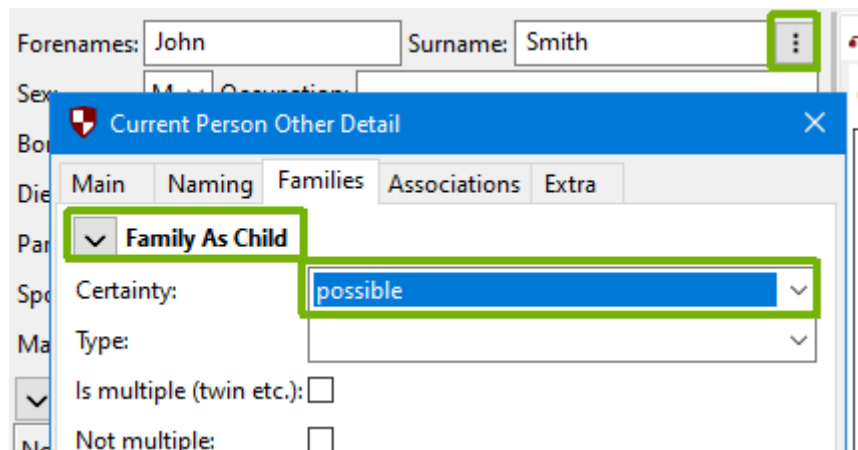 Forenames: John Surname: Smith
Sex: M
Current Person Other Detail
Main Naming Families Associations Extra
Family As Child
Certainty: possible
Type:
Is multiple (twin etc.):
Not multiple: